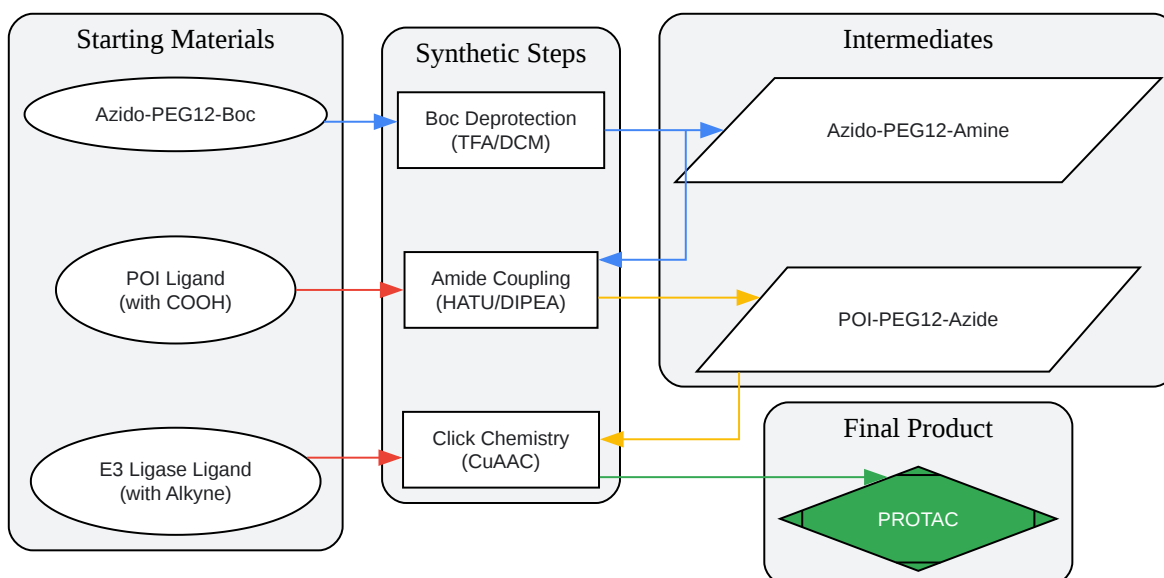 Starting Materials
Azido-PEG12-Boc
POI Ligand
(with COOH)
E3 Ligase Ligand
(with Alkyne)
Synthetic Steps
Boc Deprotection
(TFA/DCM)
Amide Coupling
(HATU/DIPEA)
Click Chemistry
(CuAAC)
Intermediates
Azido-PEG12-Amine
POI-PEG12-Azide
Final Product
PROTAC